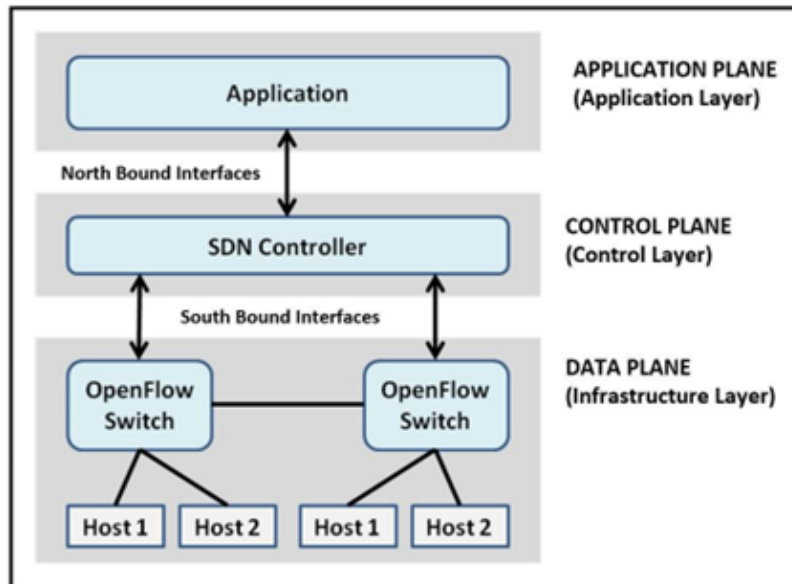 Application
APPLICATION PLANE
(Application Layer)
North Bound Interfaces
SDN Controller
CONTROL PLANE
(Control Layer)
South Bound Interfaces
OpenFlow
Switch
OpenFlow
Switch
DATA PLANE
(Infrastructure Layer)
Host 1
Host 2
Host 1
Host 2